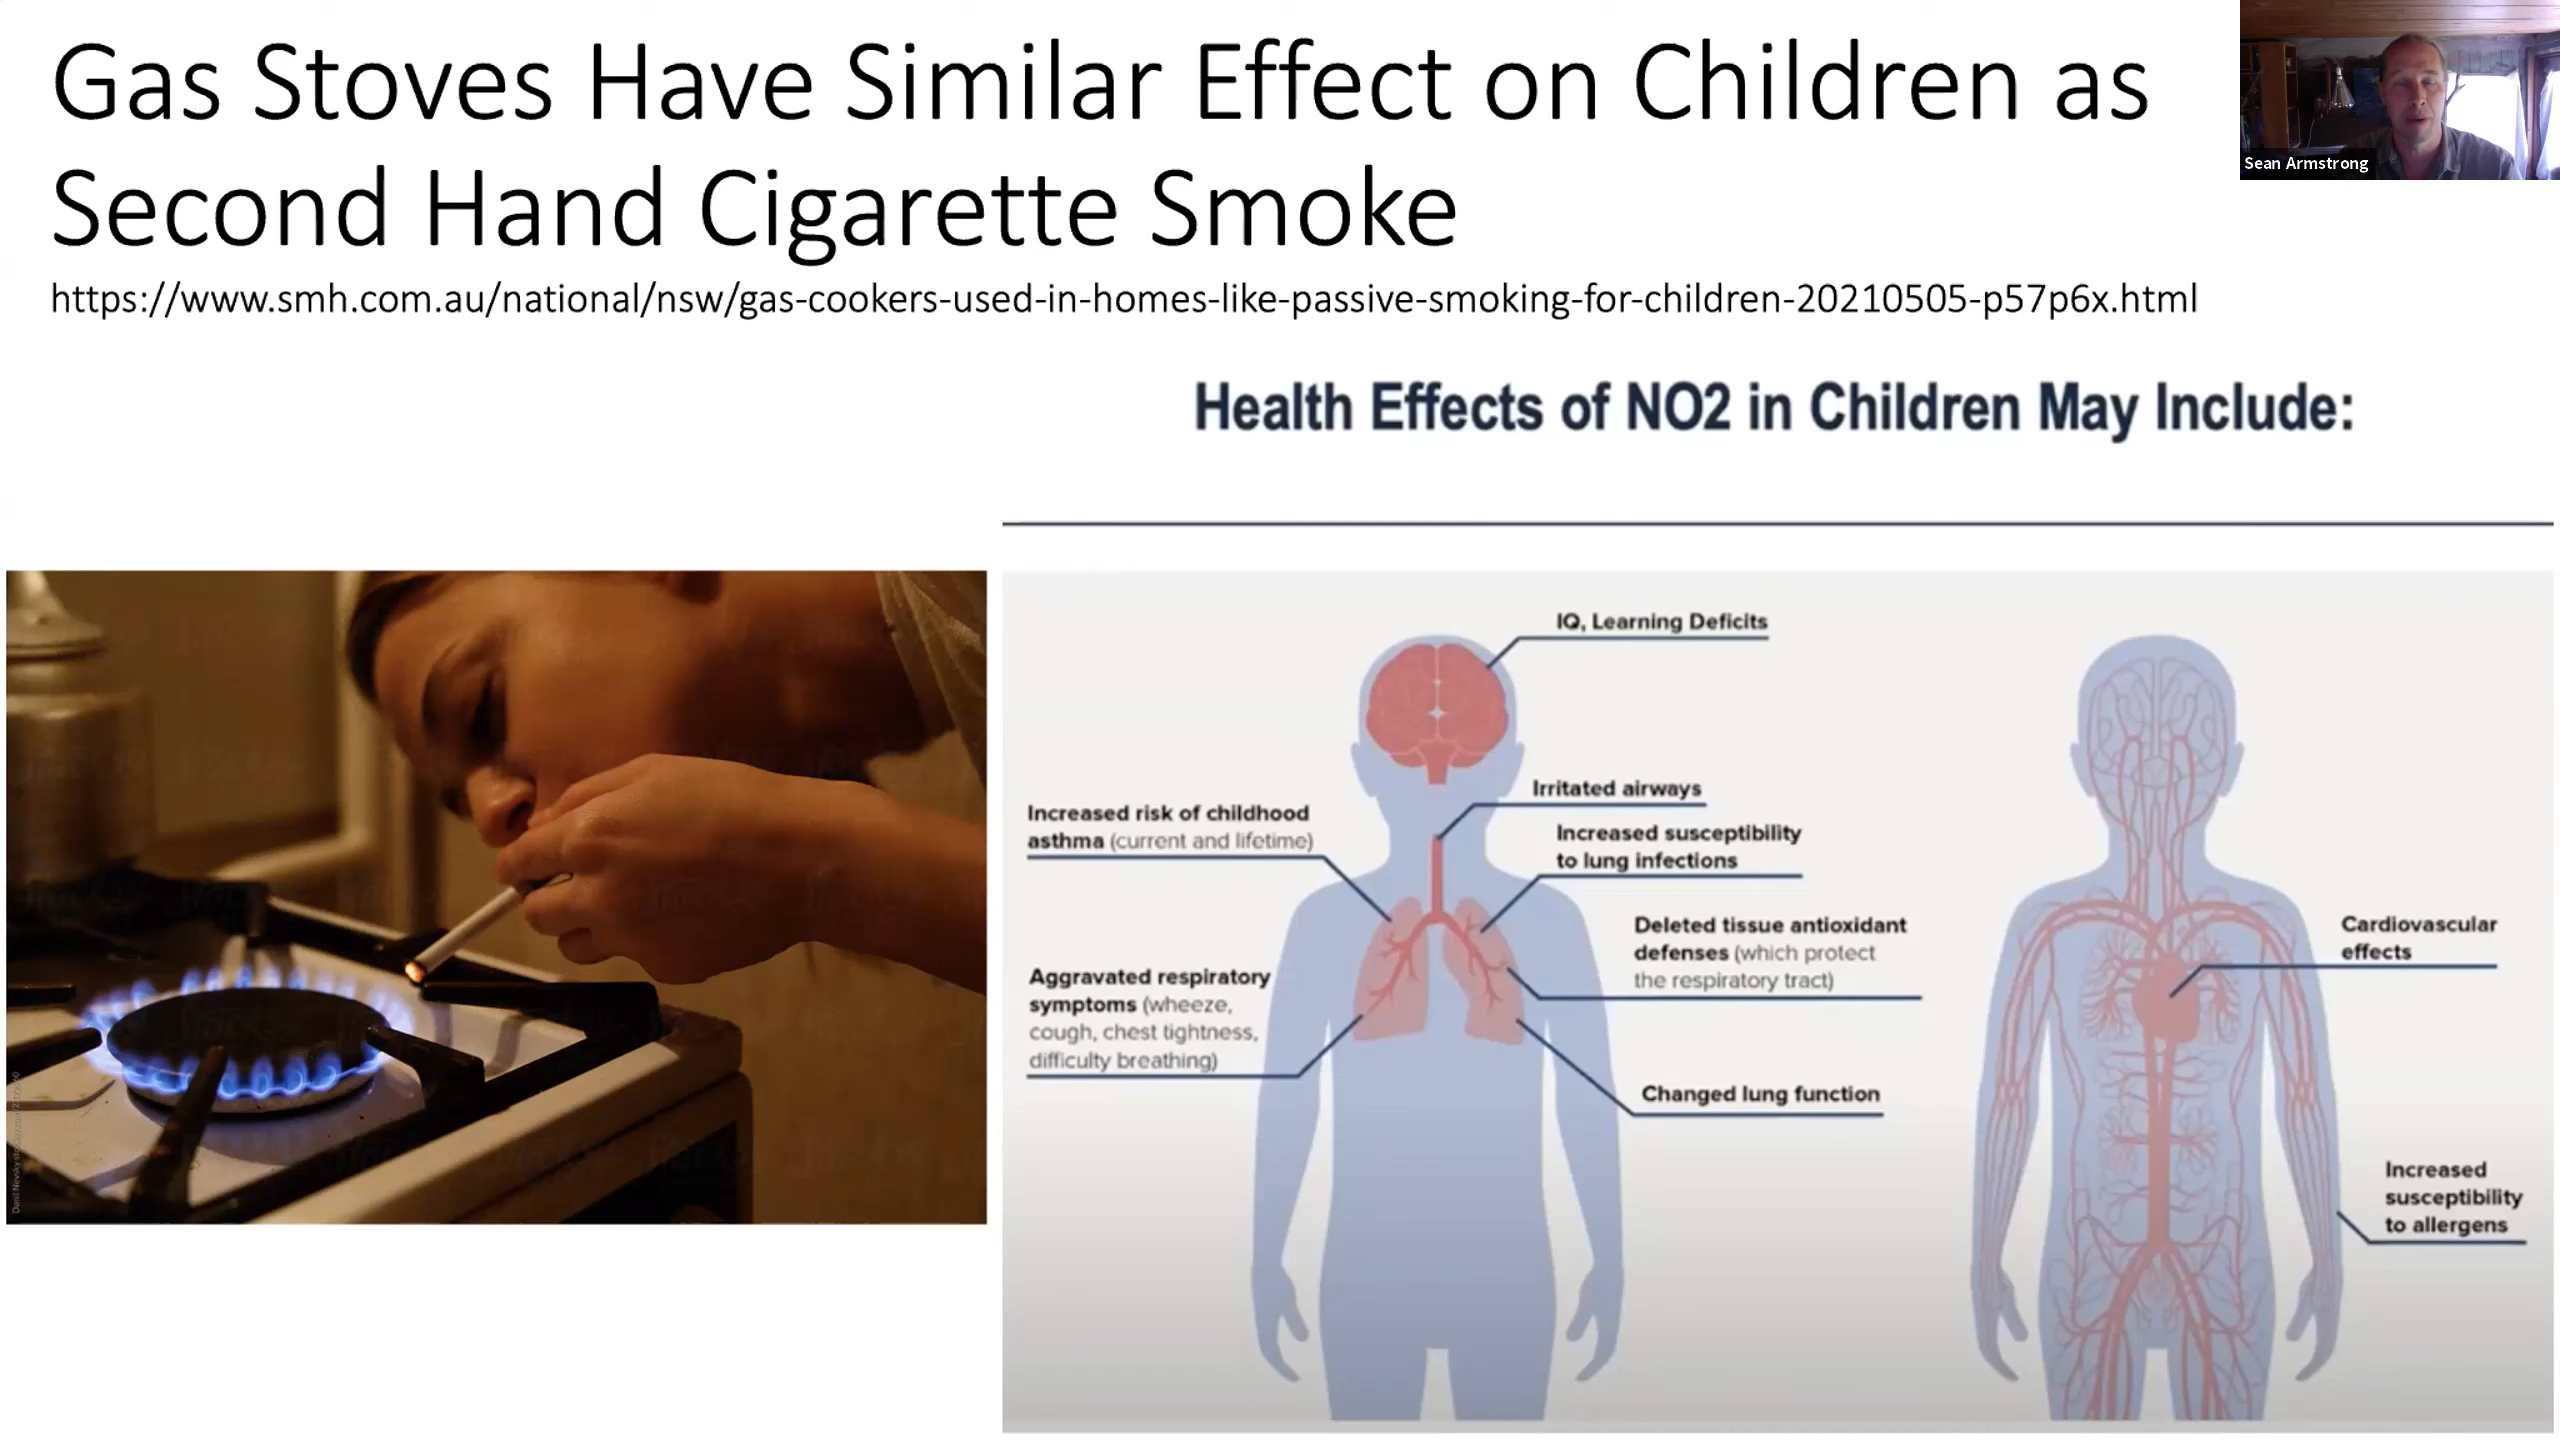 Gas Stoves Have Similar Effect on Children as
Second Hand Cigarette Smoke
https://www.smh.com.au/national/nsw/gas-cookers-used-in-homes-like-passive-smoking-for-children-20210505-p57p6x.html
Sean Armstrong
Health Effects of NO2 in Children May Include:
IQ, Learning Deficits
Irritated airways
Increased risk of childhood
asthma (current and lifetime)
Increased susceptibility
to lung infections
Deleted tissue antioxidant
defenses (which protect
the respiratory tract)
Aggravated respiratory
symptoms (wheeze,
cough, chest tightness,
difficulty breathing)
Changed lung function
Cardiovascular
effects
Increased
susceptibility
to allergens